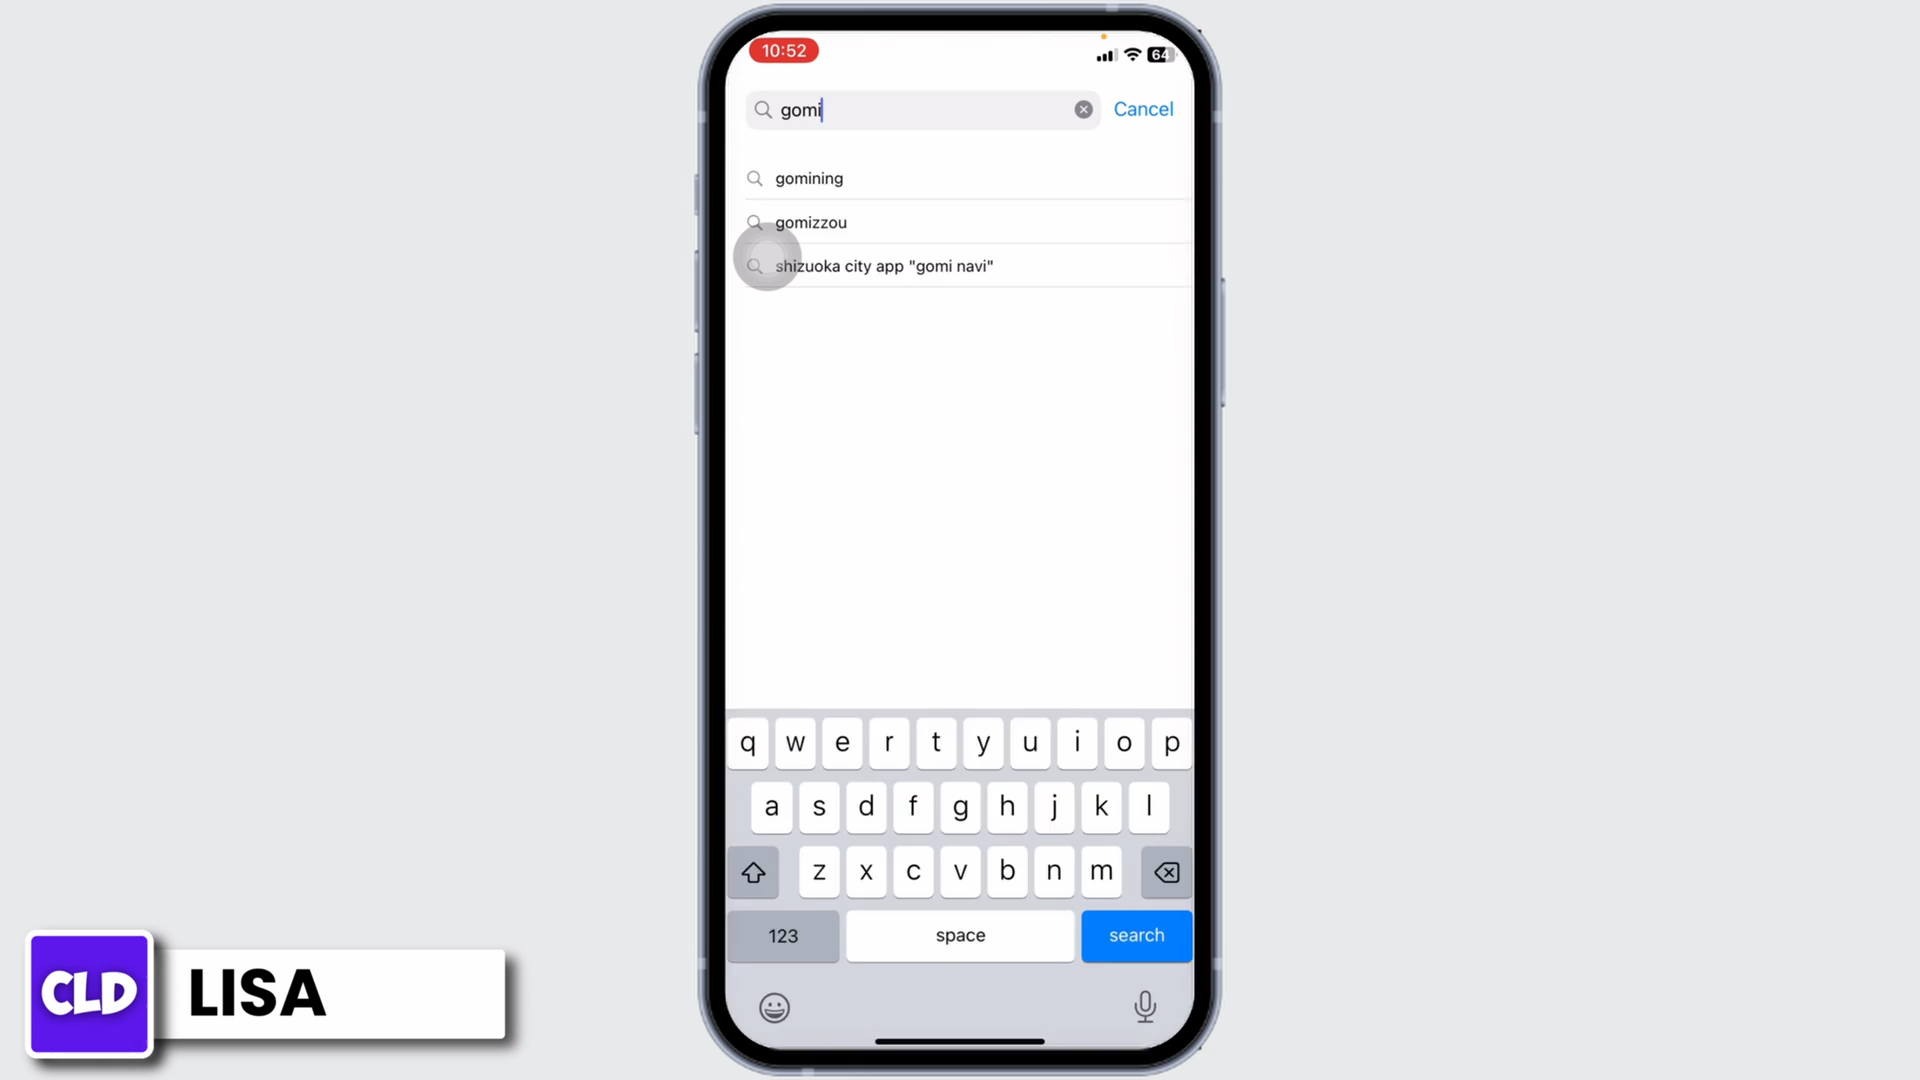 10:52
64
gomi
Cancel
gomining
gomizzou
shizuoka city app "gomi navi"
q w e r t y u i o p
a s d f g h j k l
z x c v b n m
123
space
search
CLD
LISA